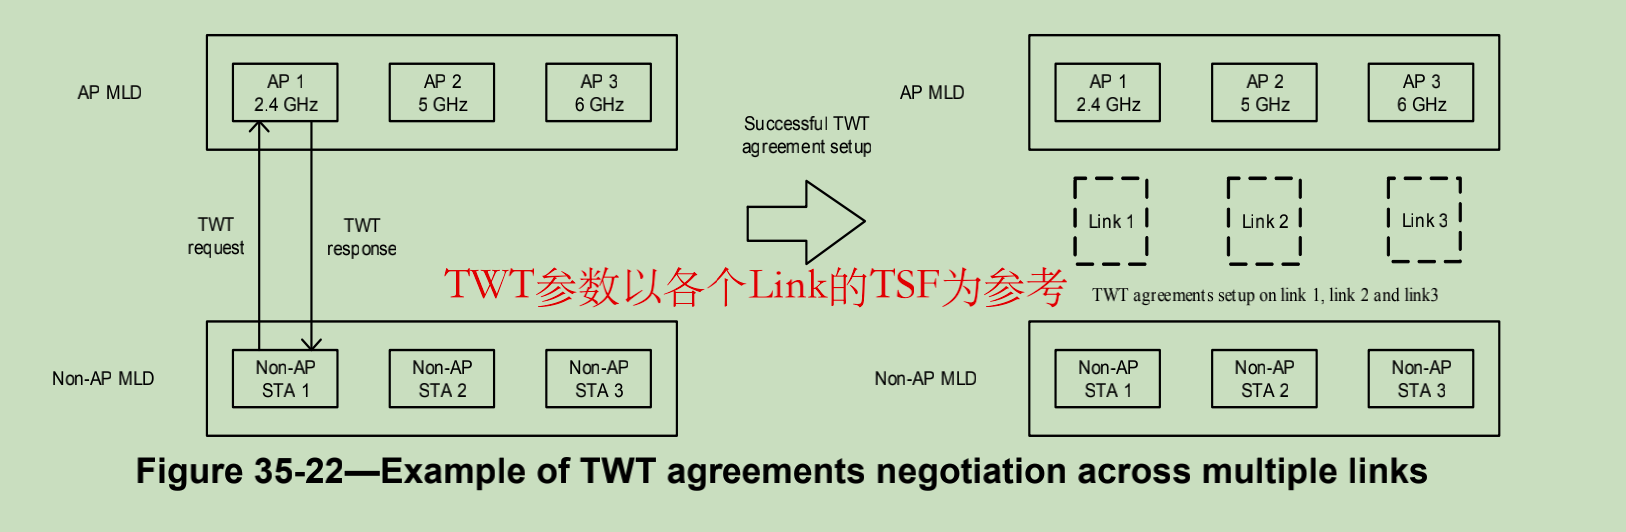 AP MLD
AP 1
2.4 GHz
AP 2
5 GHz
AP 3
6 GHz
TWT
request
TWT
response
Non-AP MLD
Non-AP
STA 1
Non-AP
STA 2
Non-AP
STA 3
Successful TWT
agreement setup
TWT参数以各个Link的TSF为参考
AP MLD
AP 1
2.4 GHz
AP 2
5 GHz
AP 3
6 GHz
Link 1
Link 2
Link 3
TWT agreements setup on link 1, link 2 and link3
Non-AP MLD
Non-AP
STA 1
Non-AP
STA 2
Non-AP
STA 3
Figure 35-22—Example of TWT agreements negotiation across multiple links